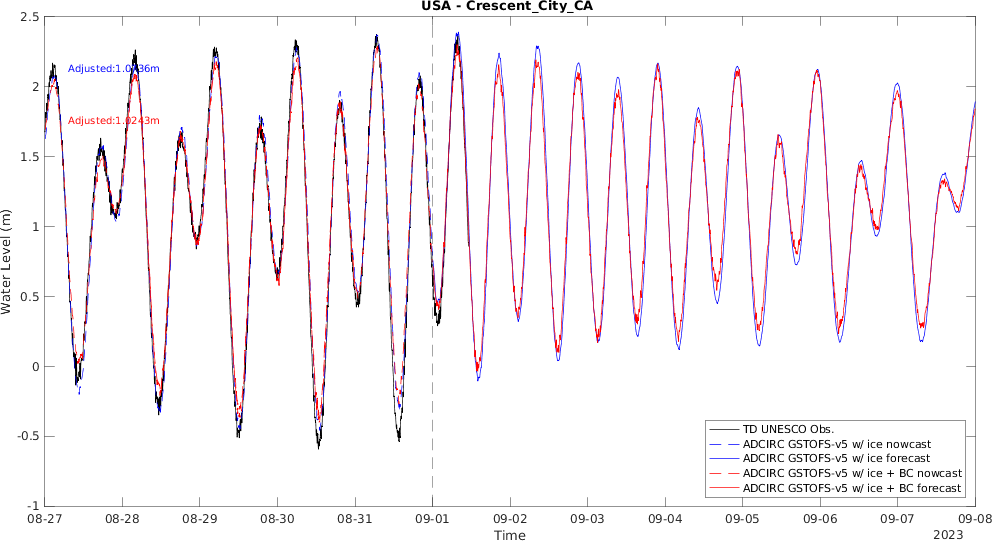 USA - Crescent_City_CA
2.5
2
1.5
1
0.5
0
-0.5
-1
Water Level (m)
Adjusted:1.0243m
08-27
08-28
08-29
08-30
08-31
09-01
09-02
09-03
09-04
09-05
09-06
09-07
09-08
Time
2023
TD UNESCO Obs.
ADCIRC GSTOFS-v5 w/ ice nowcast
ADCIRC GSTOFS-v5 w/ ice forecast
ADCIRC GSTOFS-v5 w/ ice + BC nowcast
ADCIRC GSTOFS-v5 w/ ice + BC forecast